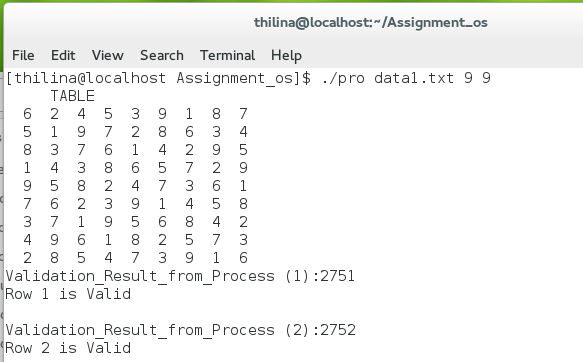 thilina@localhost:~/Assignment_os
File Edit View Search Terminal Help
[thilina@localhost Assignment_os]$ ./pro data1.txt 9 9
TABLE
6 2 4 5 3 9 1 8 7
5 1 9 7 2 8 6 3 4
8 3 7 6 1 4 2 9 5
1 4 3 8 6 5 7 2 9
9 5 8 2 4 7 3 6 1
7 6 2 3 9 1 4 5 8
3 7 1 9 5 6 8 4 2
4 9 6 1 8 2 5 7 3
2 8 5 4 7 3 9 1 6
Validation_Result_from_Process (1):2751
Row 1 is Valid
Validation_Result_from_Process (2):2752
Row 2 is Valid